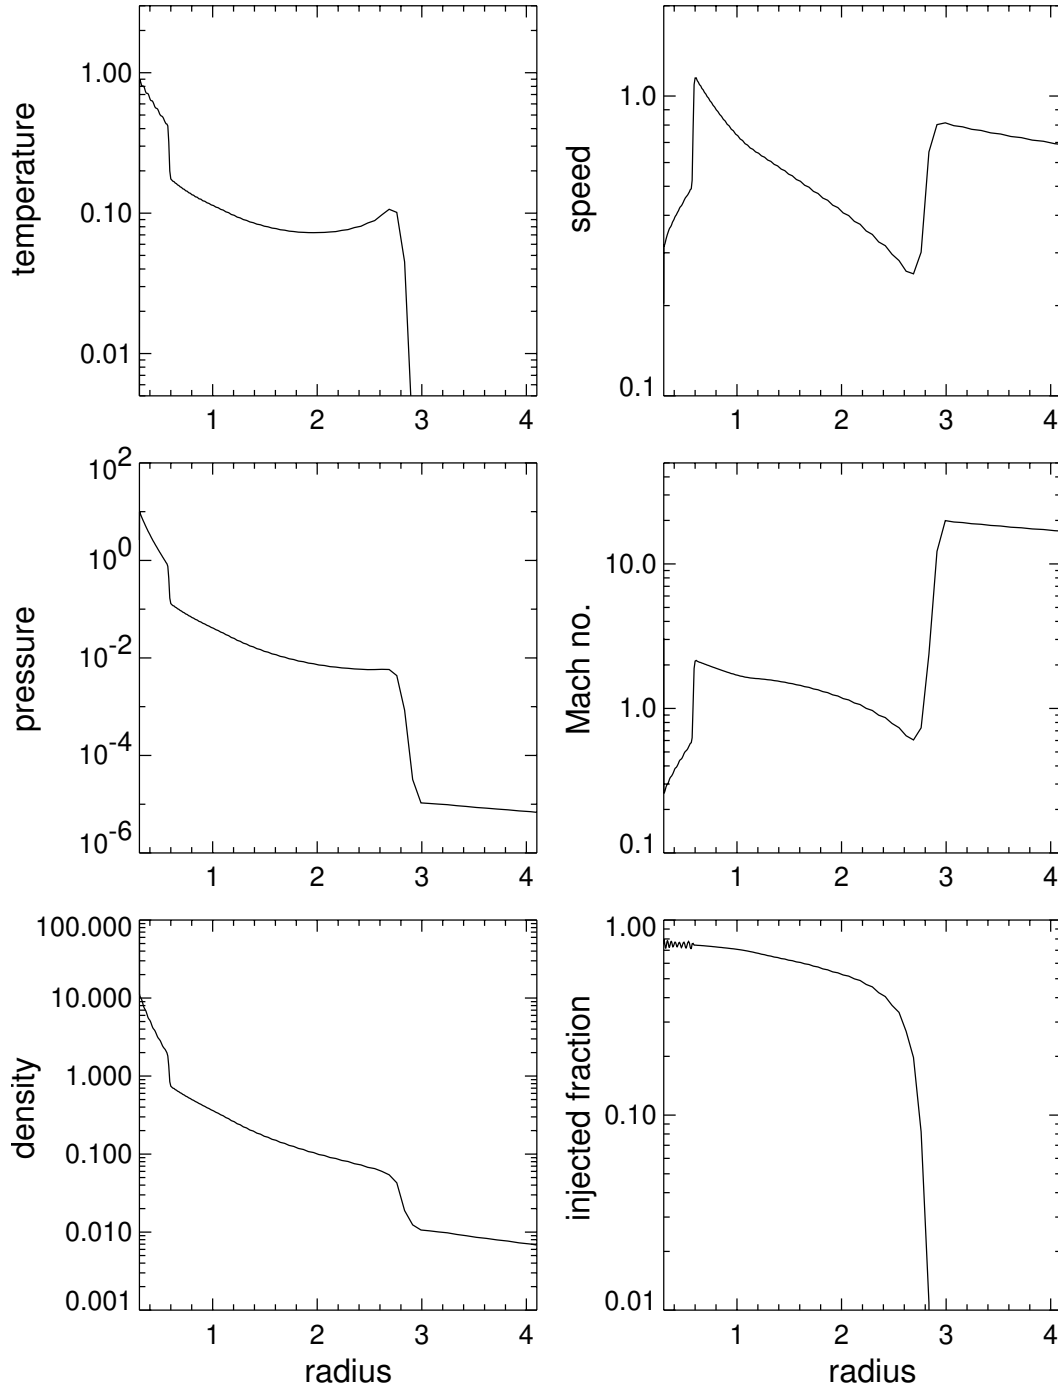 temperature
1.00
0.10
0.01
1 2 3 4
speed
1.0
0.1
1 2 3 4
pressure
10^2
10^0
10^-2
10^-4
10^-6
1 2 3 4
Mach no.
10.0
1.0
0.1
1 2 3 4
density
100.000
10.000
1.000
0.100
0.010
0.001
1 2 3 4
radius
injected fraction
1.00
0.10
0.01
1 2 3 4
radius